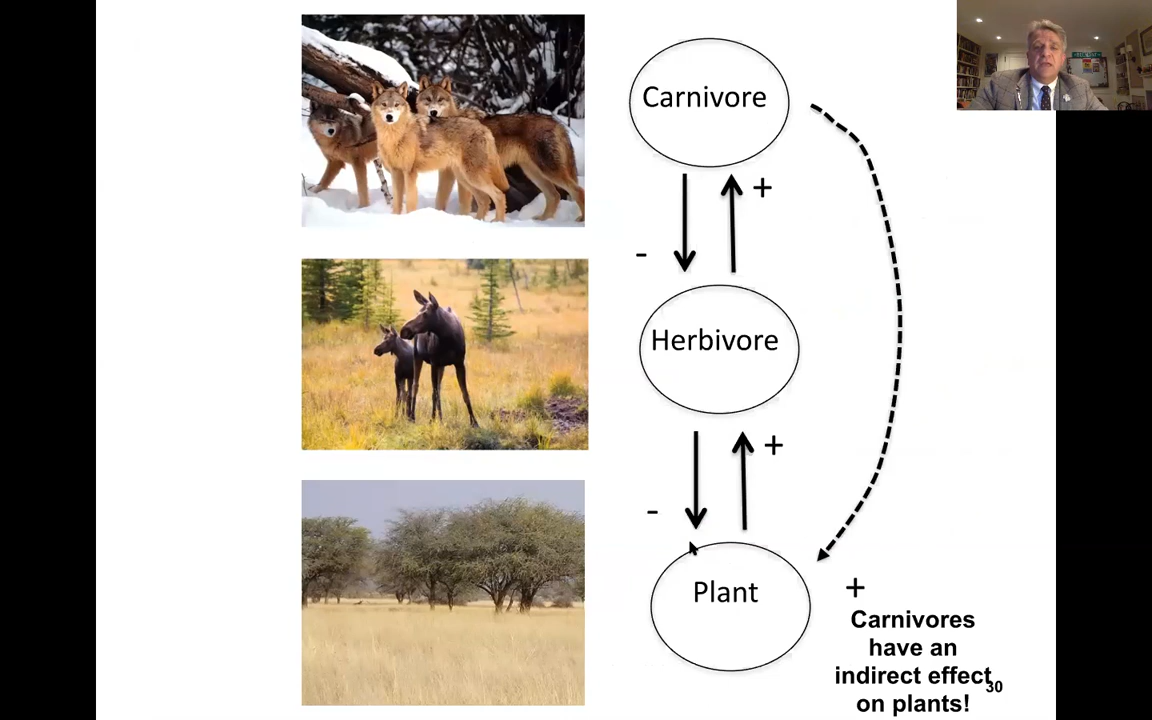 Carnivore
+
-
Herbivore
+
-
Plant
+
Carnivores
have an
indirect effect
on plants!
30